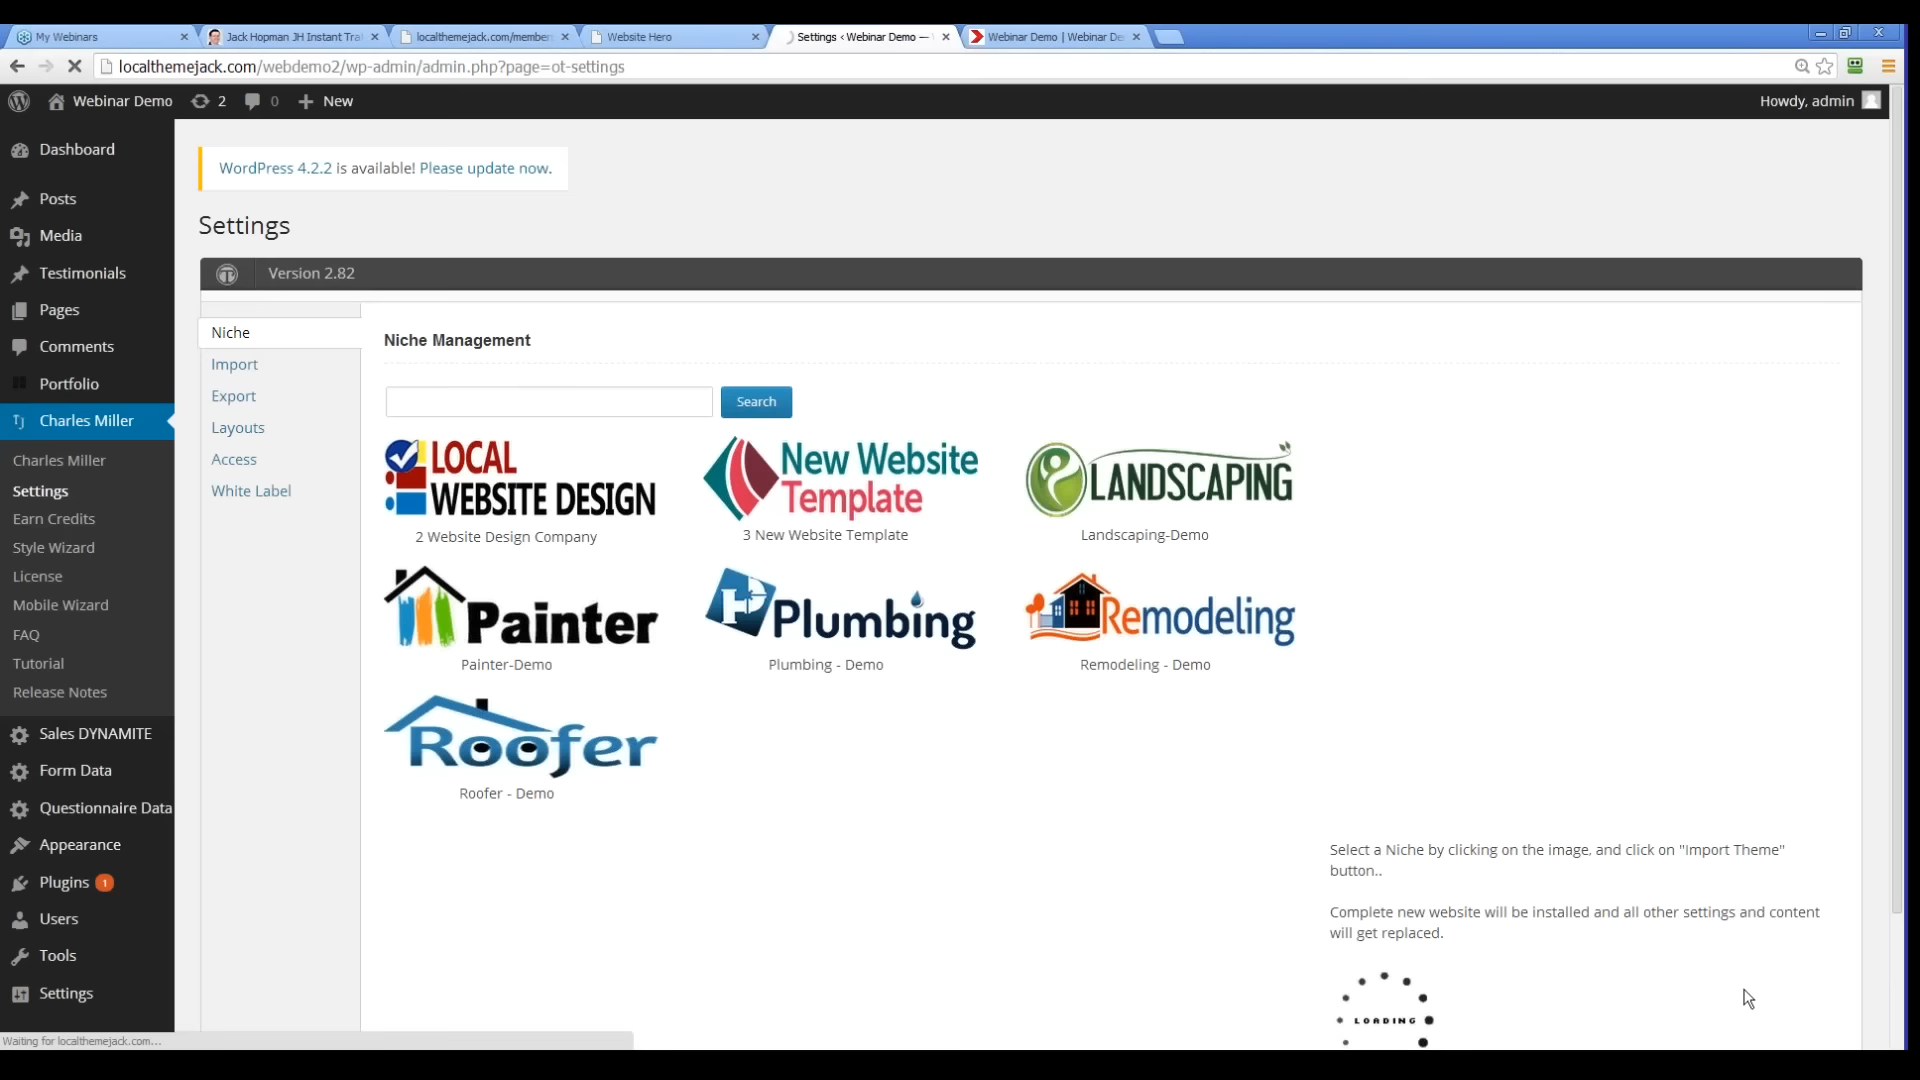 My Webinars
Jack Hopman JH Instant Tra
localthemejack.com/member
Website Hero
Settings ‹ Webinar Demo —
Webinar Demo | Webinar De
localthemejack.com/webdemo2/wp-admin/admin.php?page=ot-settings
Webinar Demo 2 0 + New
Howdy, admin
Dashboard
Posts
Media
Testimonials
Pages
Comments
Portfolio
TJ Charles Miller
Charles Miller
Settings
Earn Credits
Style Wizard
License
Mobile Wizard
FAQ
Tutorial
Release Notes
Sales DYNAMITE
Form Data
Questionnaire Data
Appearance
Plugins 1
Users
Tools
Settings
Waiting for localthemejack.com...
WordPress 4.2.2 is available! Please update now.
Settings
Version 2.82
Niche
Import
Export
Layouts
Access
White Label
Niche Management
Search
LOCAL
WEBSITE DESIGN
2 Website Design Company
New Website
Template
3 New Website Template
LANDSCAPING
Landscaping-Demo
Painter
Painter-Demo
Plumbing
Plumbing - Demo
Remodeling
Remodeling - Demo
Roofer
Roofer - Demo
Select a Niche by clicking on the image, and click on "Import Theme"
button..
Complete new website will be installed and all other settings and content
will get replaced.
LOADING